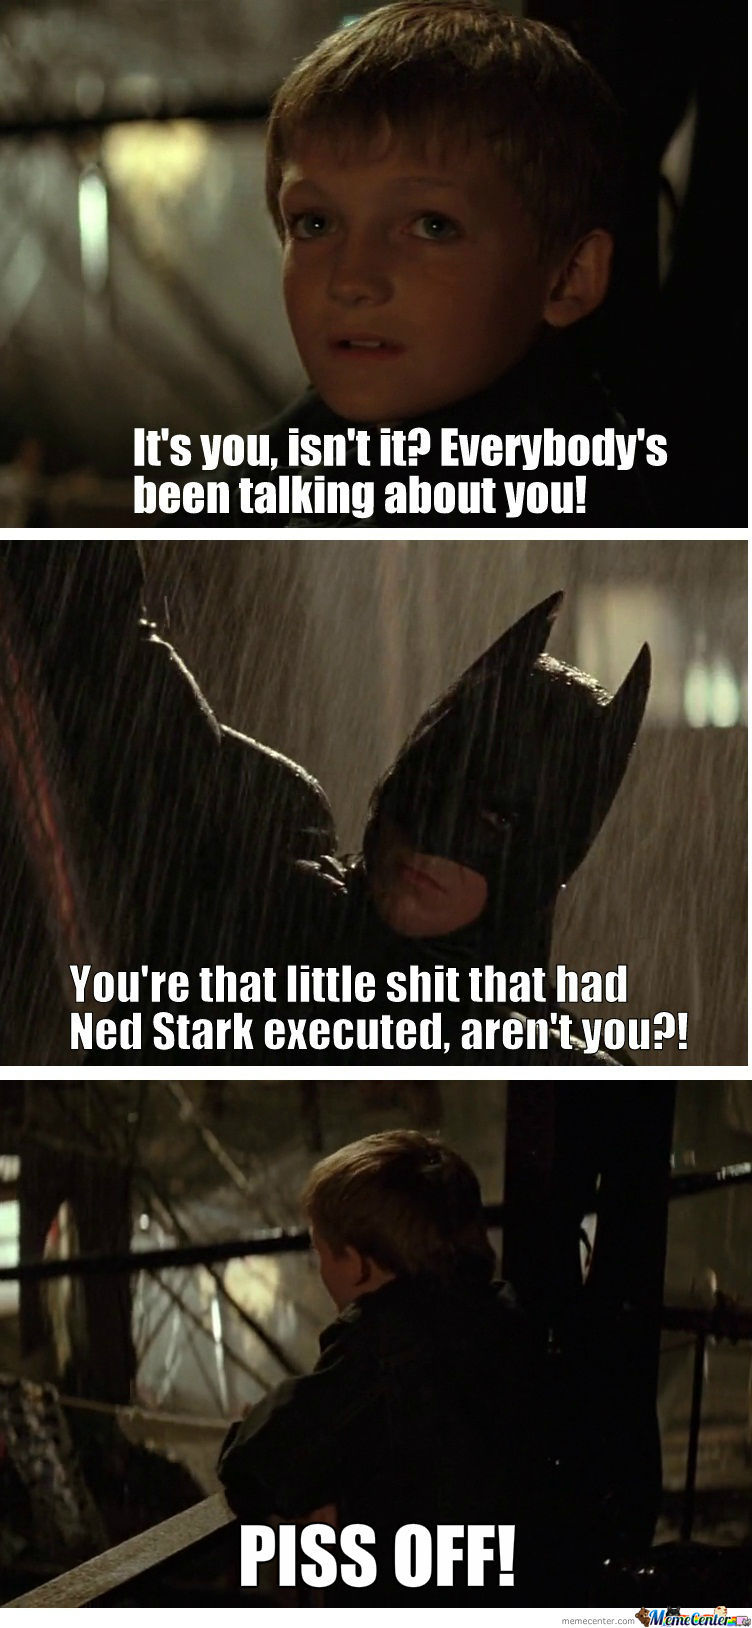 It's you, isn't it? Everybody's
been talking about you!
You're that little shit that had
Ned Stark executed, aren't you?!
PISS OFF!
memecenter.com MemeCenter